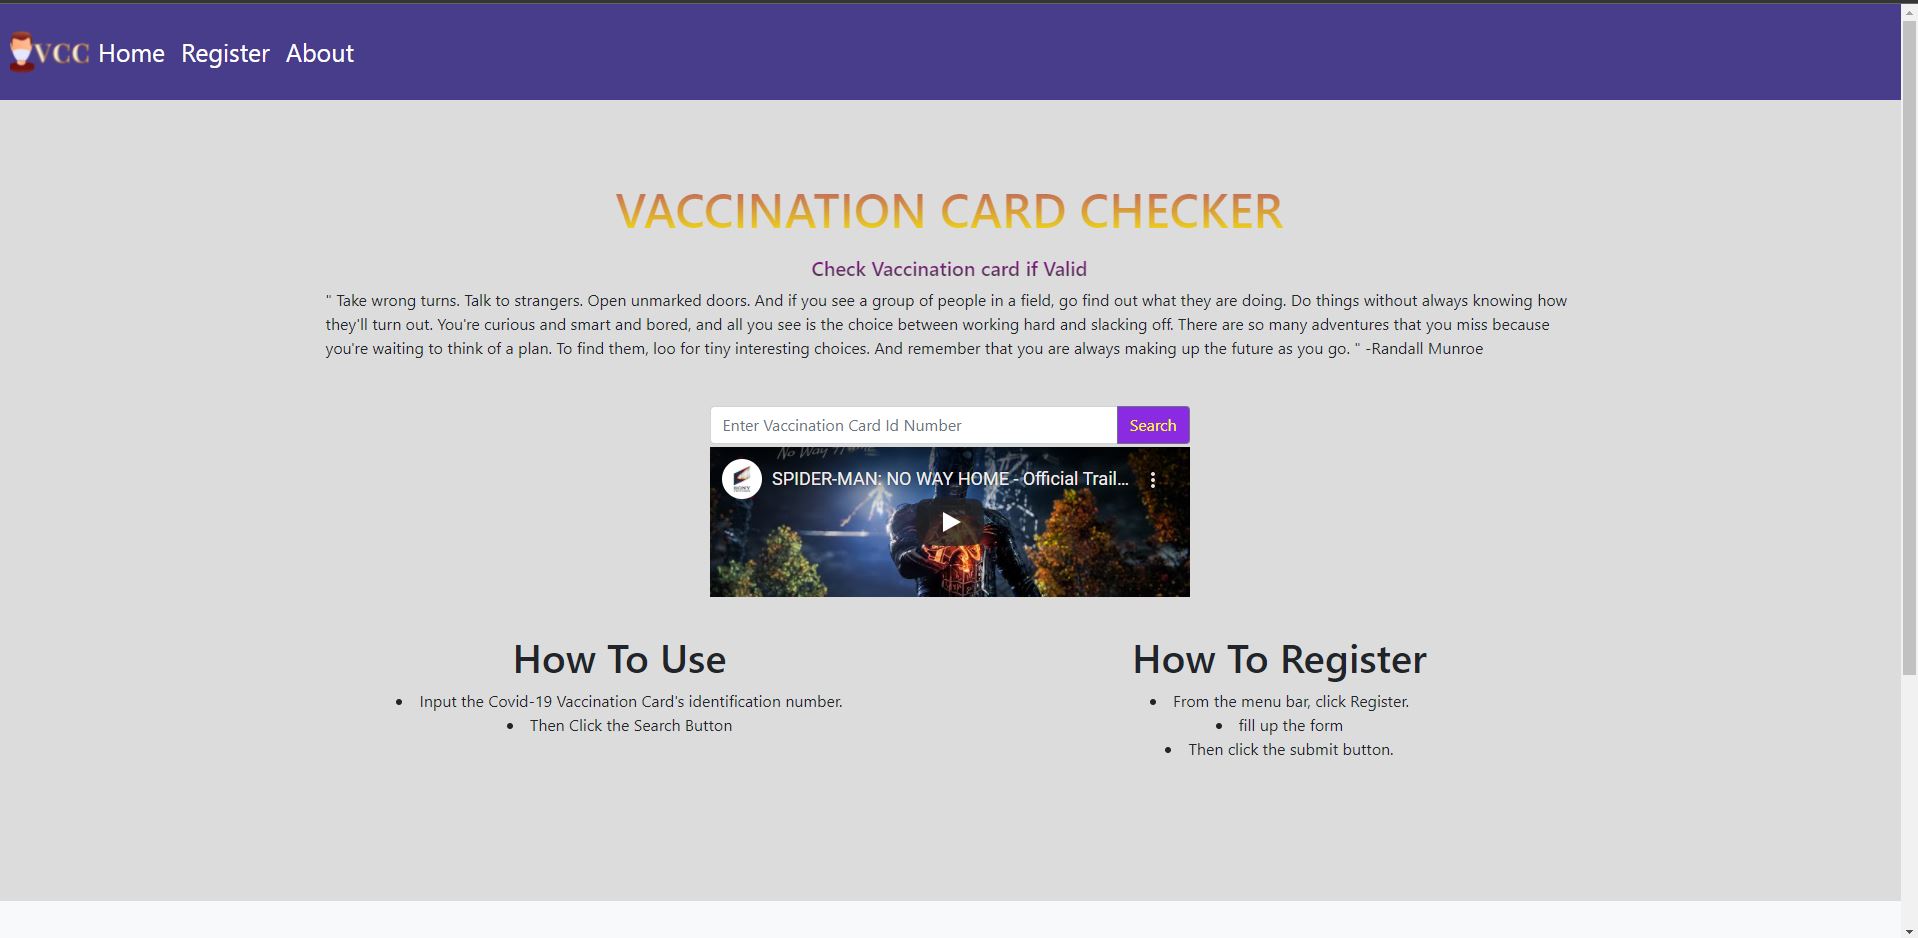 VCC Home Register About
VACCINATION CARD CHECKER
Check Vaccination card if Valid
" Take wrong turns. Talk to strangers. Open unmarked doors. And if you see a group of people in a field, go find out what they are doing. Do things without always knowing how
they'll turn out. You're curious and smart and bored, and all you see is the choice between working hard and slacking off. There are so many adventures that you miss because
you're waiting to think of a plan. To find them, loo for tiny interesting choices. And remember that you are always making up the future as you go. " -Randall Munroe
Enter Vaccination Card Id Number Search
No Way Home
SONY
SPIDER-MAN: NO WAY HOME - Official Trail...
How To Use
• Input the Covid-19 Vaccination Card's identification number.
• Then Click the Search Button
How To Register
• From the menu bar, click Register.
• fill up the form
• Then click the submit button.